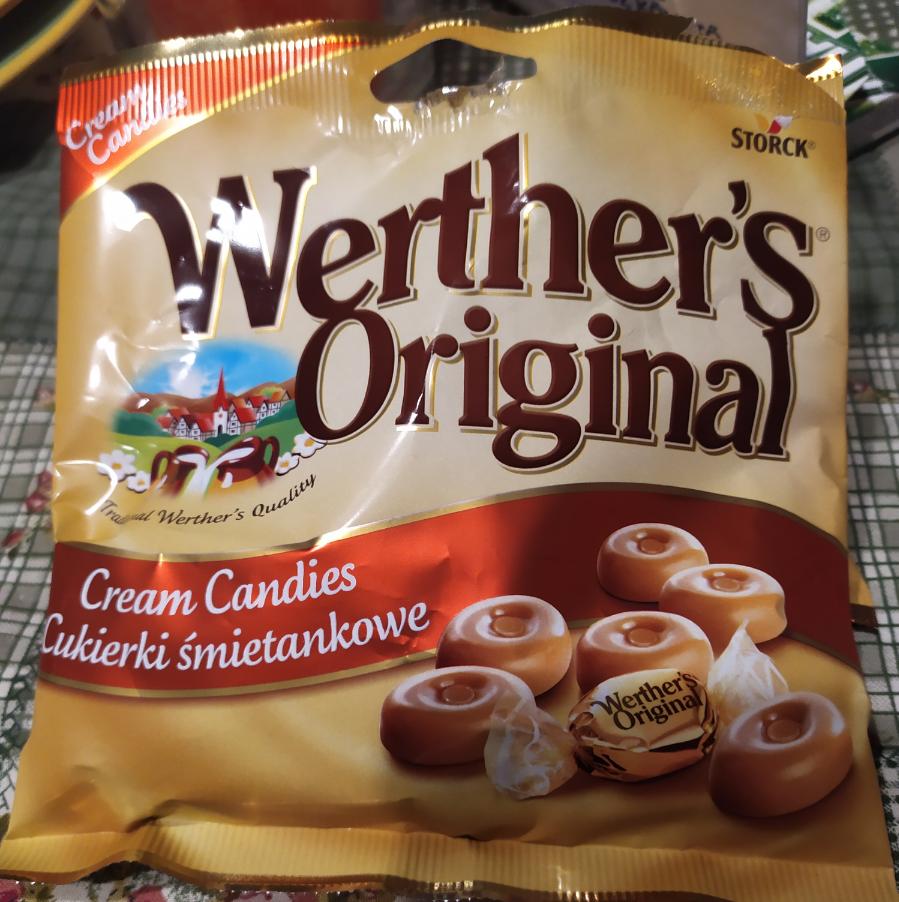 Cream
Candies
STORCK®
Werther's®
Original
Traditional Werther's Quality
Cream Candies
Cukierki śmietankowe
Werther's
Original